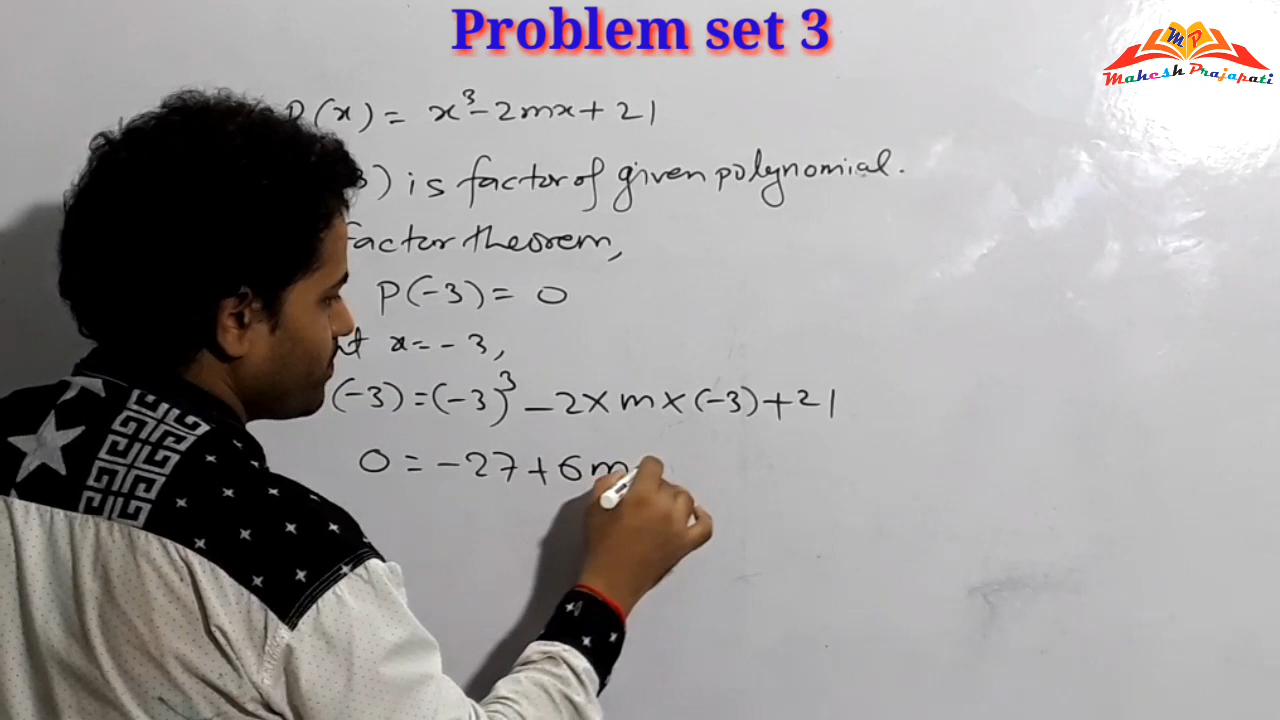 Problem set 3
Mahesh Prajapati
P(x) = x³-2mx+21
) is factor of given polynomial.
factor theorem,
P(-3) = 0
x=-3,
(-3) = (-3)³ -2×m×(-3)+21
0 = -27+6m